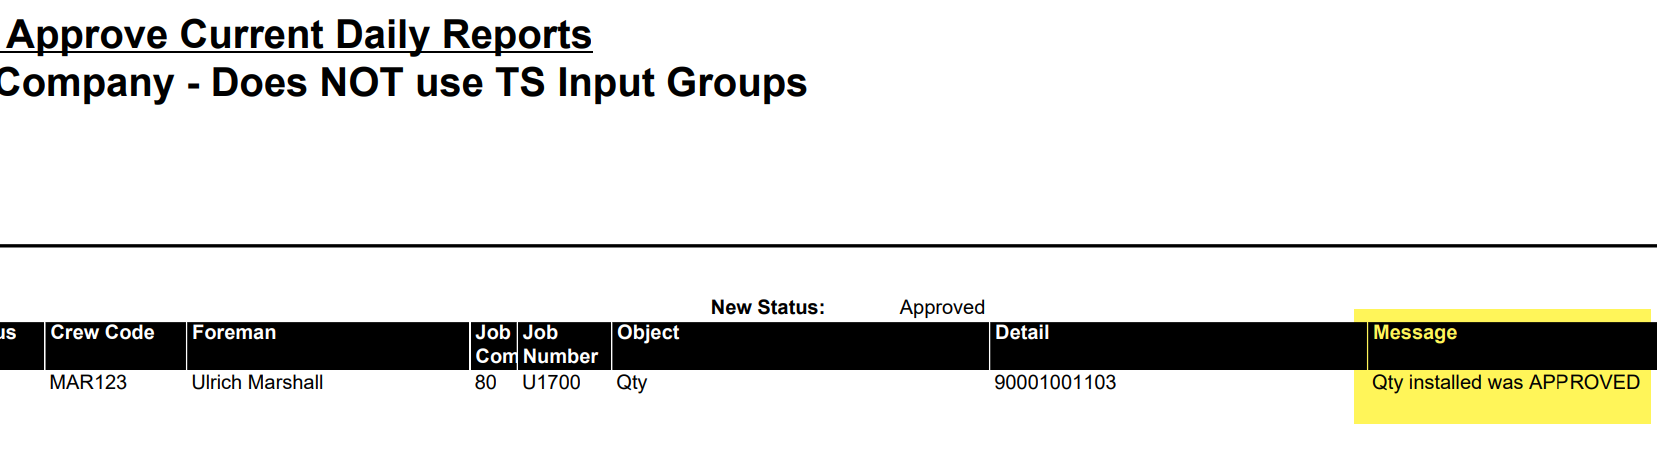 Approve Current Daily Reports
Company - Does NOT use TS Input Groups
New Status: Approved
us Crew Code Foreman Job Com Job Number Object Detail Message
MAR123 Ulrich Marshall 80 U1700 Qty 90001001103 Qty installed was APPROVED